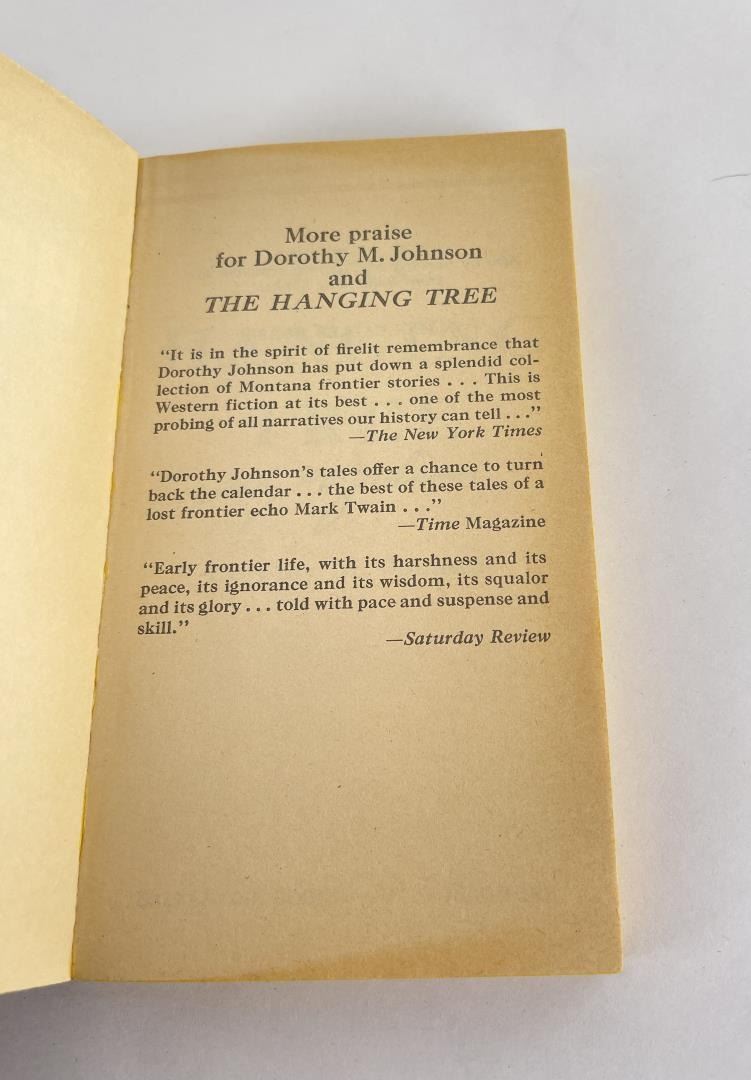 More praise
for Dorothy M. Johnson
and
THE HANGING TREE
“It is in the spirit of firelit remembrance that
Dorothy Johnson has put down a splendid col-
lection of Montana frontier stories . . . This is
Western fiction at its best . . . one of the most
probing of all narratives our history can tell . . .”
—The New York Times
“Dorothy Johnson’s tales offer a chance to turn
back the calendar . . . the best of these tales of a
lost frontier echo Mark Twain . . .”
—Time Magazine
“Early frontier life, with its harshness and its
peace, its ignorance and its wisdom, its squalor
and its glory . . . told with pace and suspense and
skill.”
—Saturday Review